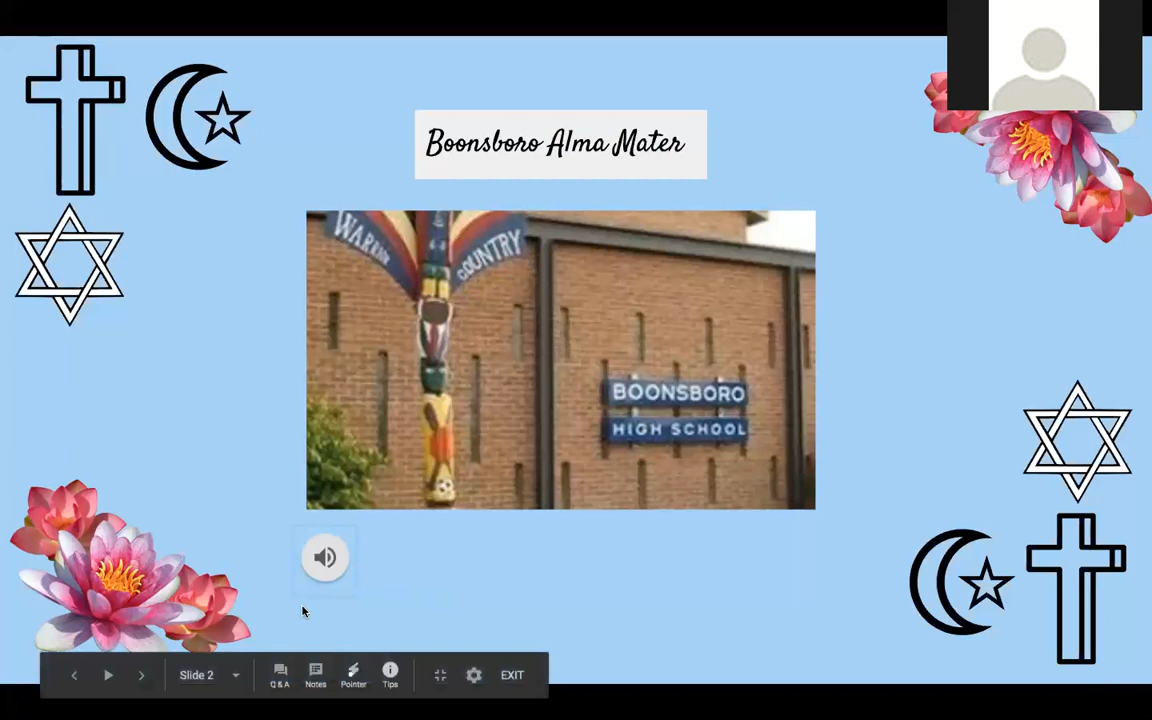 Boonsboro Alma Mater
WARRIOR COUNTRY
BOONSBORO
HIGH SCHOOL
Slide 2
Q & A
Notes
Pointer
Tips
EXIT